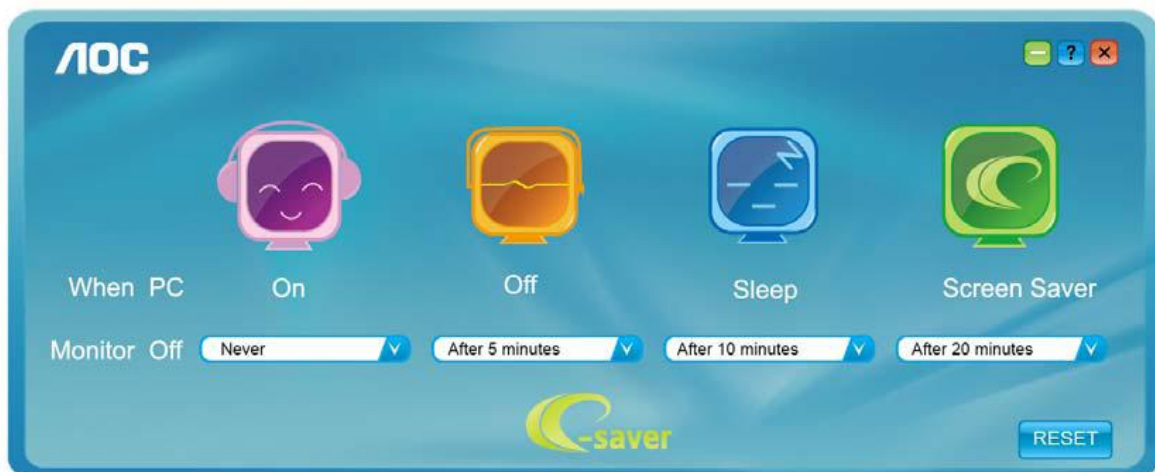 AOC
?
When PC On Off Sleep Screen Saver
Monitor Off Never After 5 minutes After 10 minutes After 20 minutes
e-saver
RESET